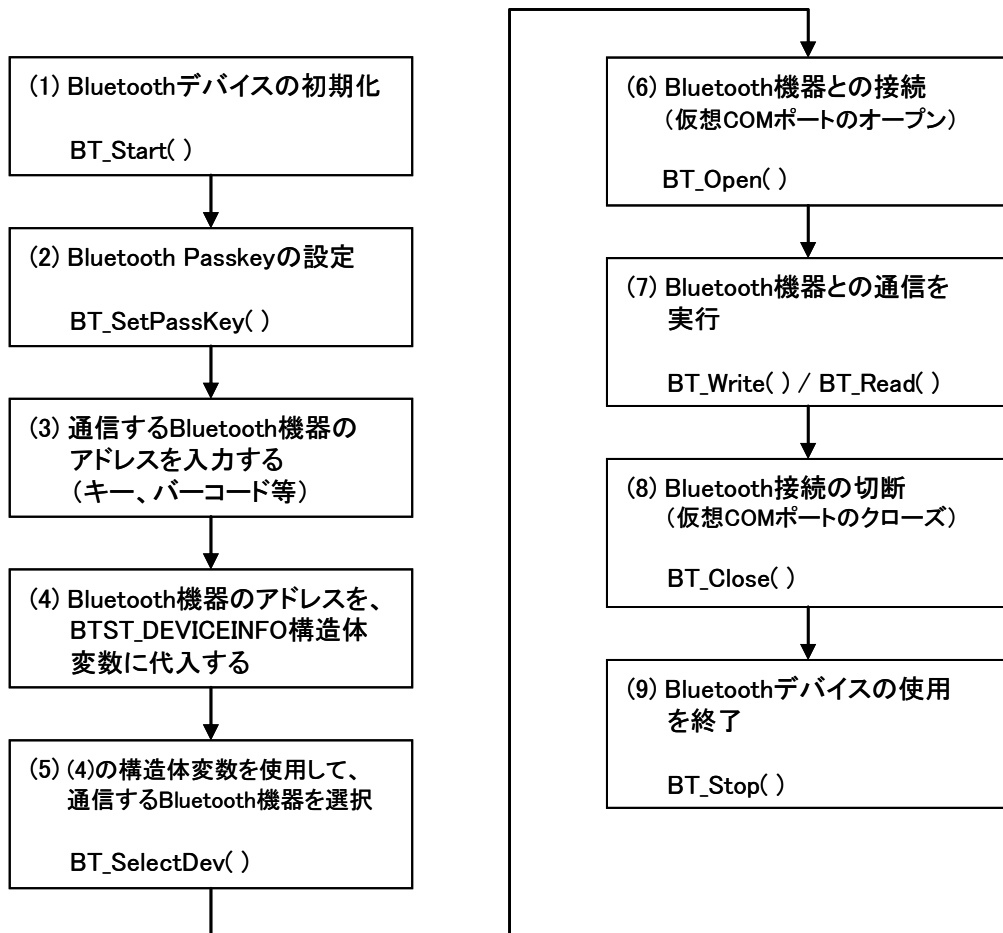 (1) Bluetoothデバイスの初期化
BT_Start( )
(2) Bluetooth Passkeyの設定
BT_SetPassKey( )
(3) 通信するBluetooth機器の
アドレスを入力する
(キー、バーコード等)
(4) Bluetooth機器のアドレスを、
BTST_DEVICEINFO構造体
変数に代入する
(5) (4)の構造体変数を使用して、
通信するBluetooth機器を選択
BT_SelectDev( )
(6) Bluetooth機器との接続
(仮想COMポートのオープン)
BT_Open( )
(7) Bluetooth機器との通信を
実行
BT_Write( ) / BT_Read( )
(8) Bluetooth接続の切断
(仮想COMポートのクローズ)
BT_Close( )
(9) Bluetoothデバイスの使用
を終了
BT_Stop( )